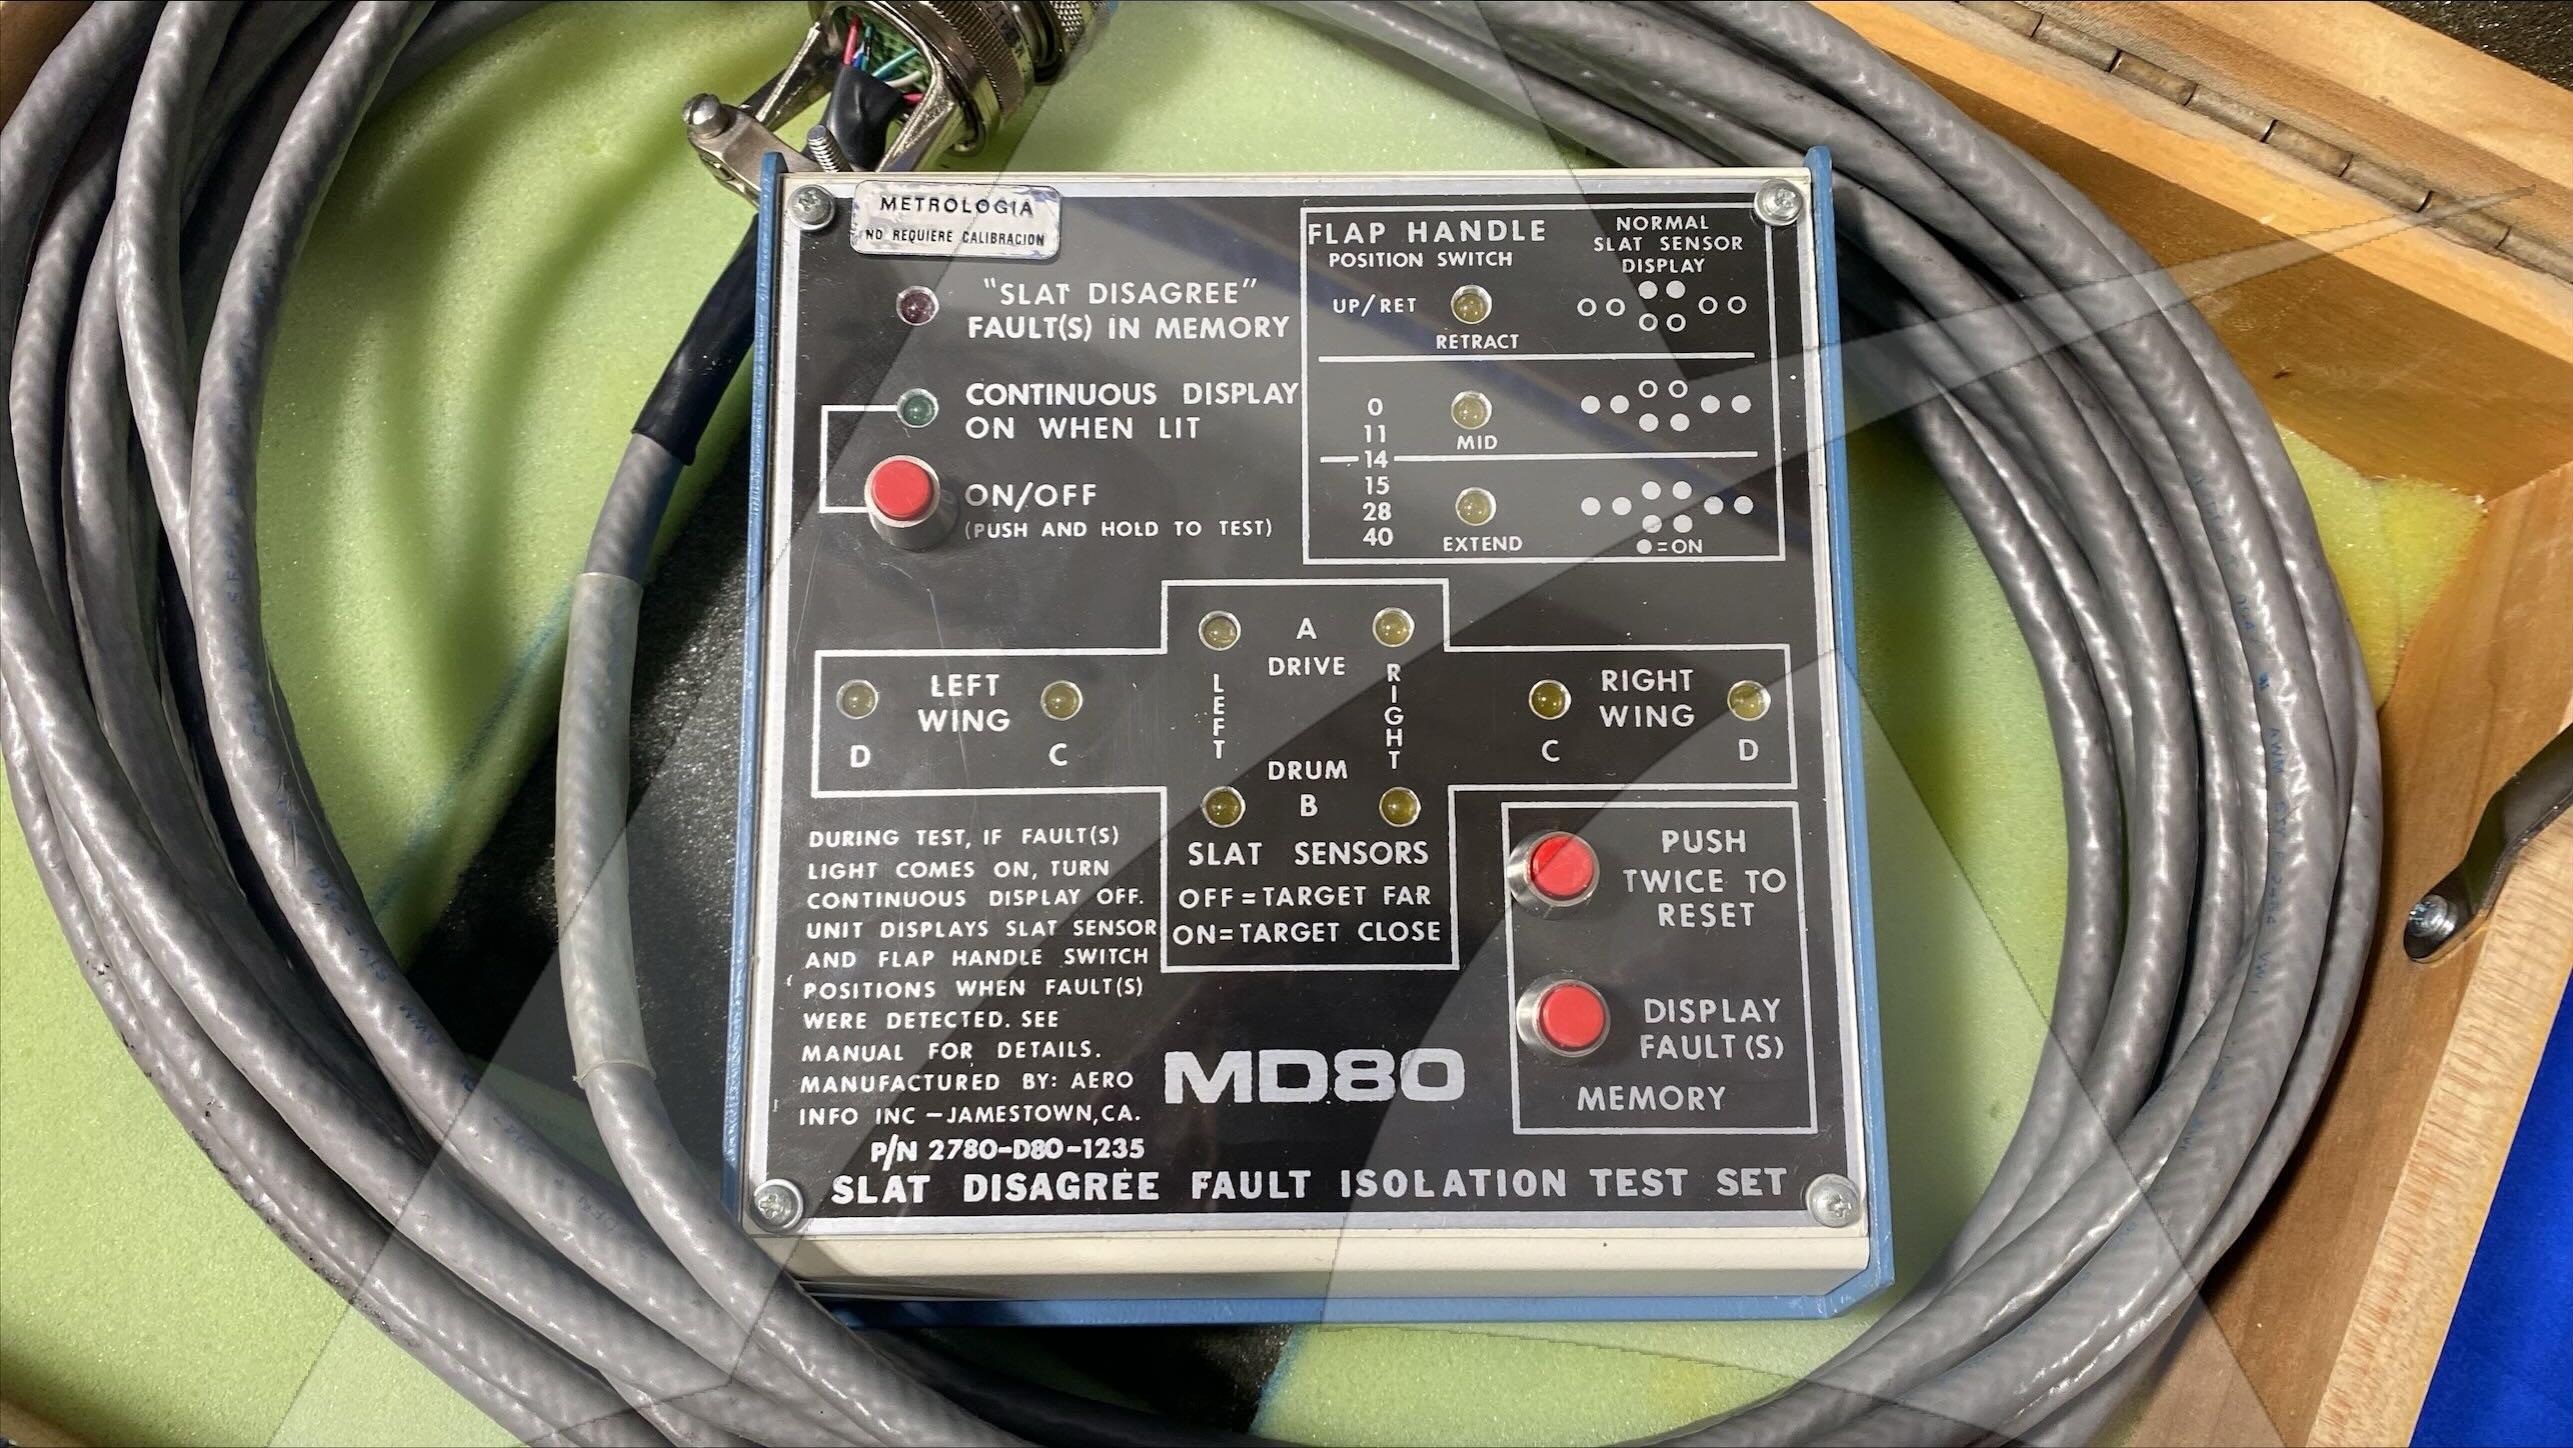 METROLOGIA
NO REQUIERE CALIBRACION
"SLAT DISAGREE"
FAULT(S) IN MEMORY
CONTINUOUS DISPLAY
ON WHEN LIT
ON/OFF
(PUSH AND HOLD TO TEST)
FLAP HANDLE
POSITION SWITCH
NORMAL
SLAT SENSOR
DISPLAY
UP/RET
RETRACT
0
11
MID
14
15
28
40
EXTEND
=ON
A
DRIVE
LEFT
RIGHT
DRUM
B
LEFT
WING
D
C
RIGHT
WING
C
D
SLAT SENSORS
OFF=TARGET FAR
ON=TARGET CLOSE
DURING TEST, IF FAULT(S)
LIGHT COMES ON, TURN
CONTINUOUS DISPLAY OFF.
UNIT DISPLAYS SLAT SENSOR
AND FLAP HANDLE SWITCH
POSITIONS WHEN FAULT(S)
WERE DETECTED. SEE
MANUAL FOR DETAILS.
MANUFACTURED BY: AERO
INFO INC - JAMESTOWN, CA.
P/N 2780-D80-1235
PUSH
TWICE TO
RESET
DISPLAY
FAULT(S)
MEMORY
MD80
SLAT DISAGREE FAULT ISOLATION TEST SET